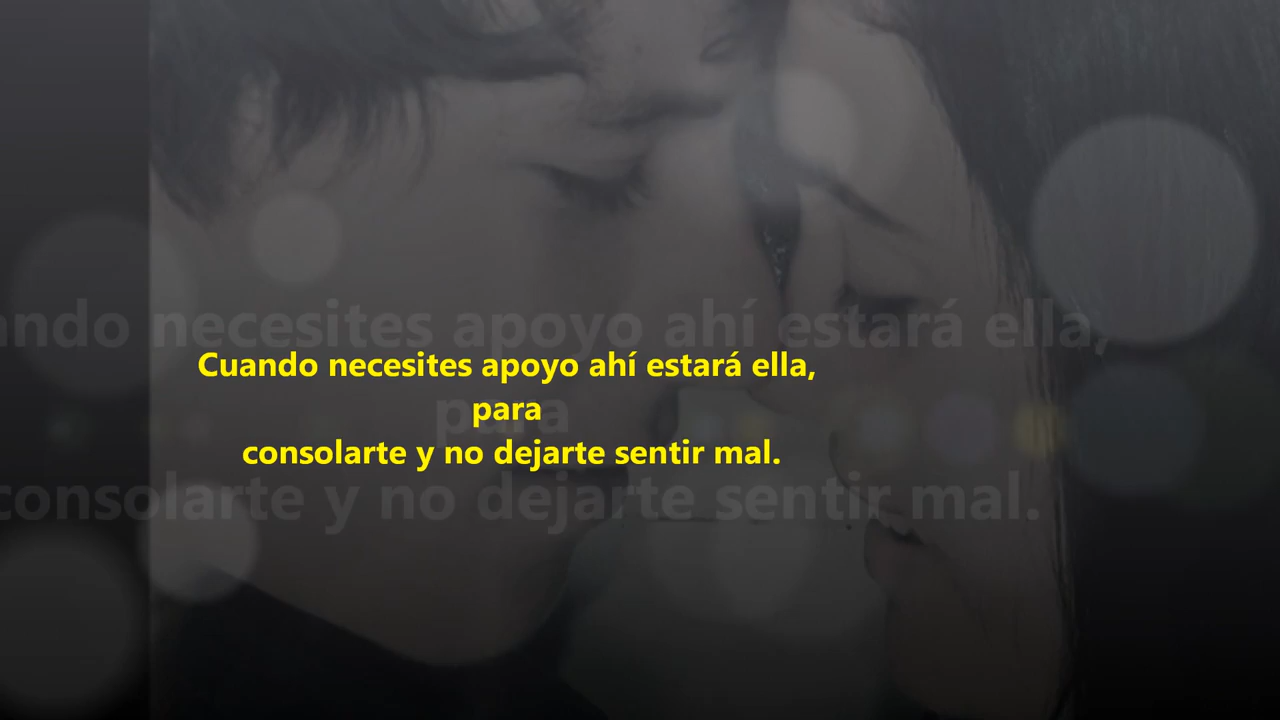 Cuando necesites apoyo ahí estará ella,
para
consolarte y no dejarte sentir mal.